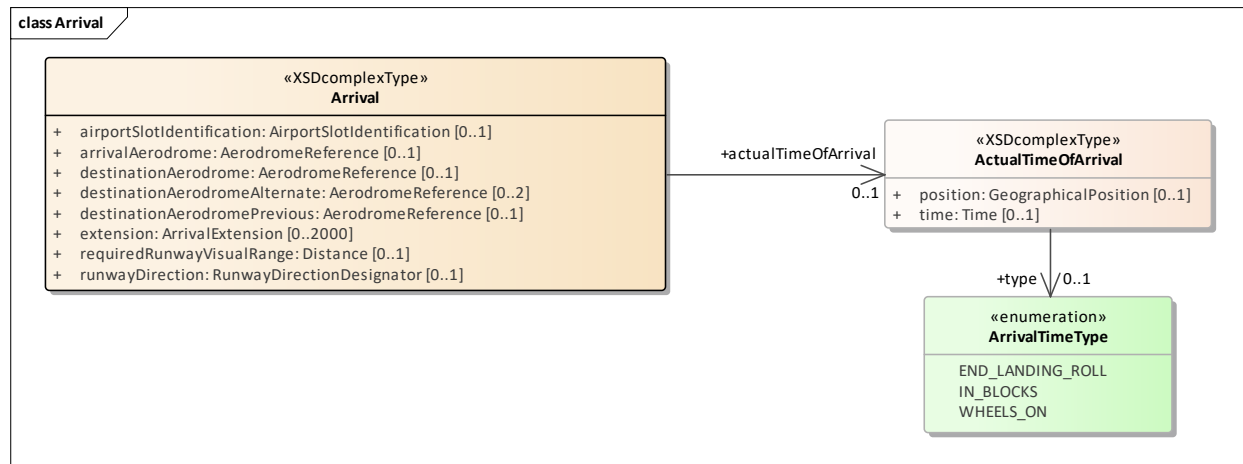 class Arrival
«XSDcomplexType»
Arrival
+ airportSlotIdentification: AirportSlotIdentification [0..1]
+ arrivalAerodrome: AerodromeReference [0..1]
+ destinationAerodrome: AerodromeReference [0..1]
+ destinationAerodromeAlternate: AerodromeReference [0..2]
+ destinationAerodromePrevious: AerodromeReference [0..1]
+ extension: ArrivalExtension [0..2000]
+ requiredRunwayVisualRange: Distance [0..1]
+ runwayDirection: RunwayDirectionDesignator [0..1]
+actualTimeOfArrival
0..1
«XSDcomplexType»
ActualTimeOfArrival
+ position: GeographicalPosition [0..1]
+ time: Time [0..1]
+type 0..1
«enumeration»
ArrivalTimeType
END_LANDING_ROLL
IN_BLOCKS
WHEELS_ON